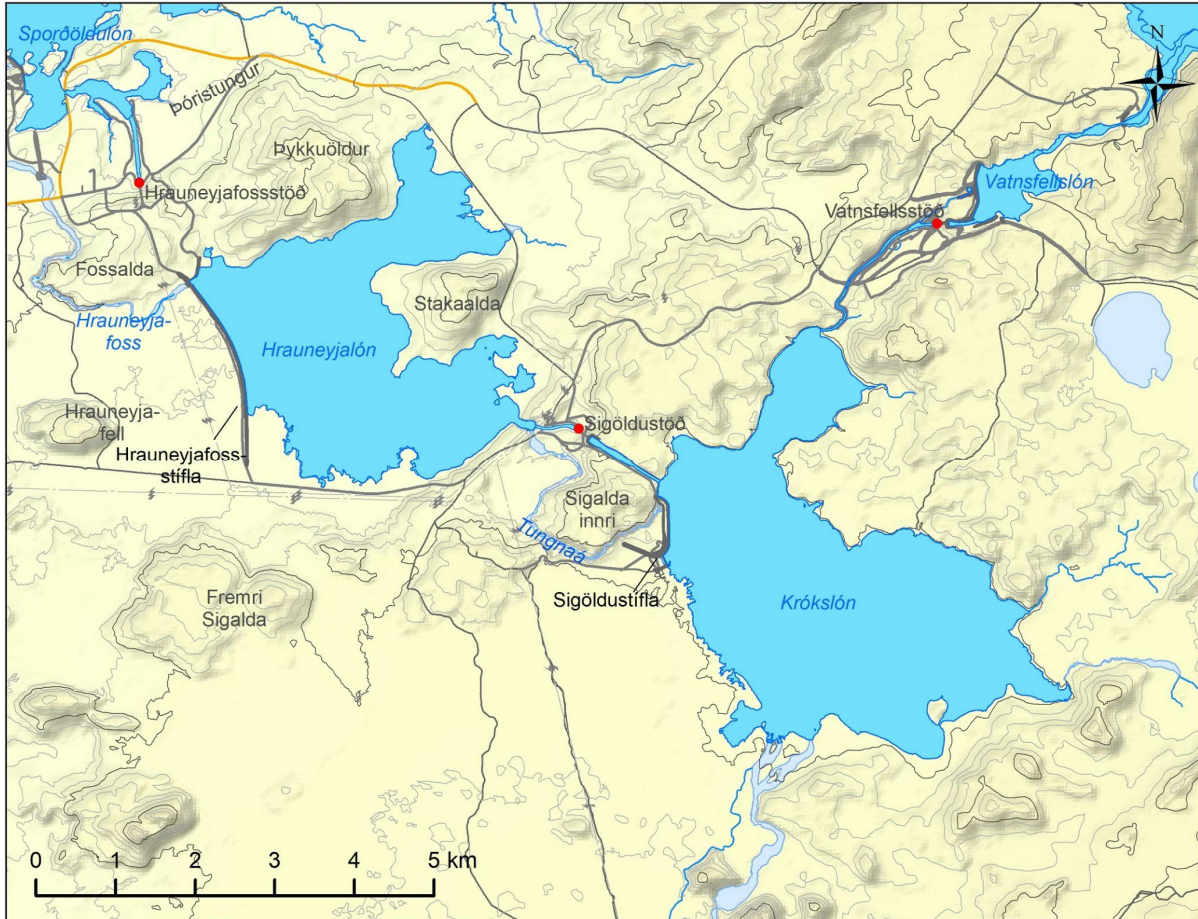 Sporðöldulón
N
Þóristungur
Þykkuöldur
Hrauneyjafossstöð
Vatnsfellslón
Vatnsfellsstöð
Fossalda
Stakaalda
Hrauneyja-
foss
Hrauneyjalón
Hrauneyja-
fell
Sigöldustöð
Hrauneyjafoss-
stífla
Sigalda
innri
Tungnaá
Sigöldustífla
Krókslón
Fremri
Sigalda
0 1 2 3 4 5 km